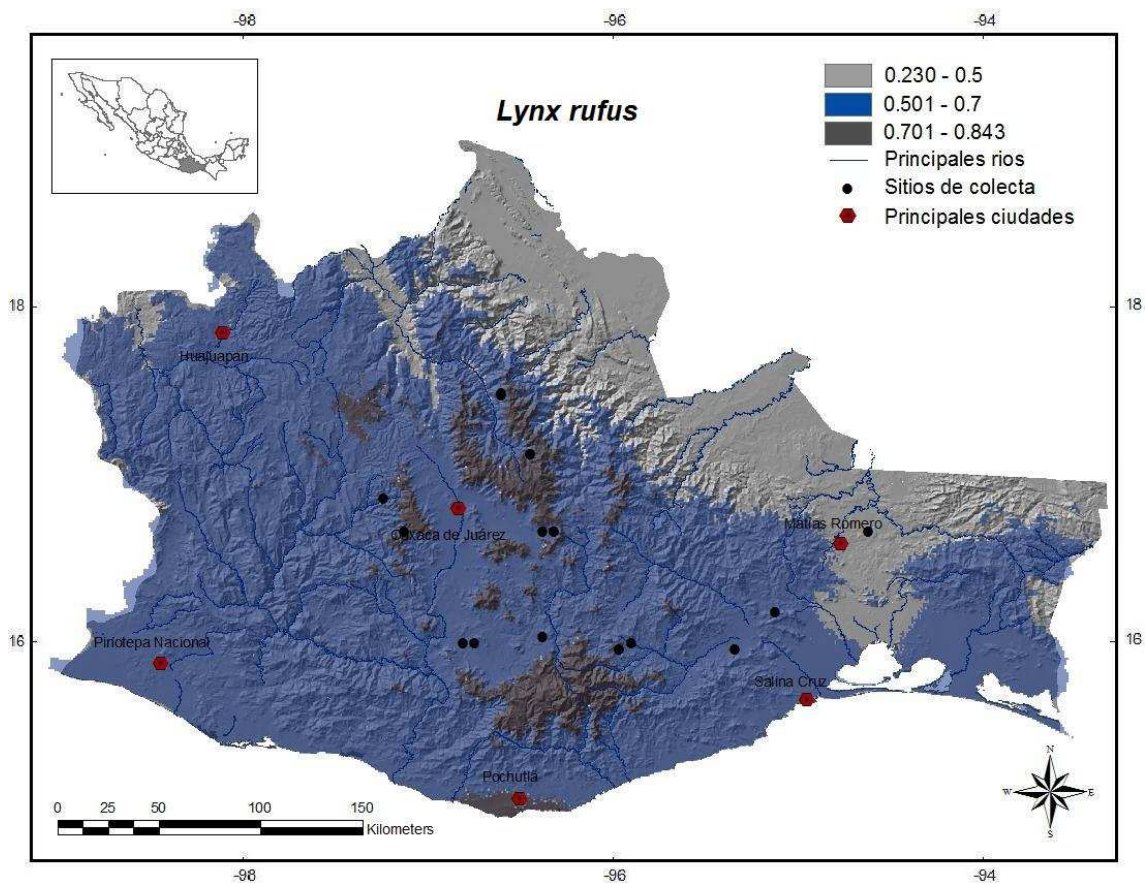 -98 -96 -94
Lynx rufus
0.230 - 0.5
0.501 - 0.7
0.701 - 0.843
Principales rios
Sitios de colecta
Principales ciudades
18 18
Huajuapan
Matías Romero
Oaxaca de Juárez
16 16
Piñotepa Nacional
Salina Cruz
Pochutla
N
W E
S
0 25 50 100 150
Kilometers
-98 -96 -94